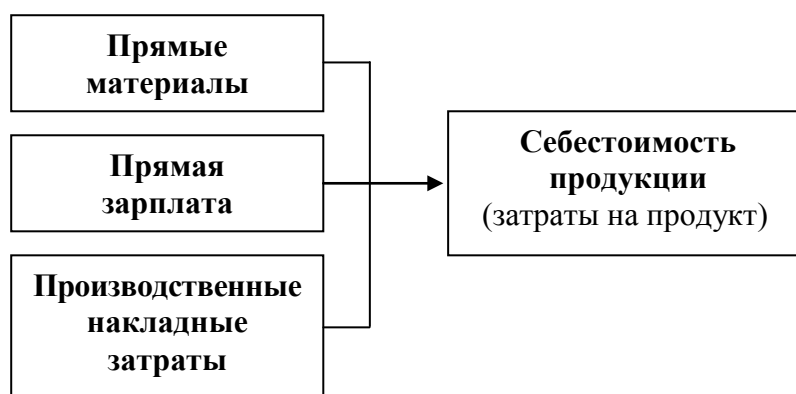 Прямые
материалы
Прямая
зарплата
Производственные
накладные
затраты
Себестоимость
продукции
(затраты на продукт)